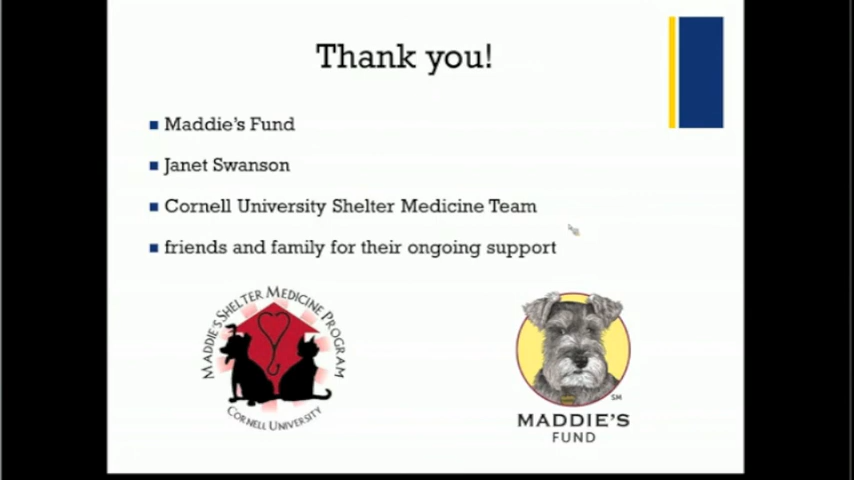 Thank you!
Maddie's Fund
Janet Swanson
Cornell University Shelter Medicine Team
friends and family for their ongoing support
MADDIE'S SHELTER MEDICINE PROGRAM
CORNELL UNIVERSITY
SM
MADDIE'S
FUND